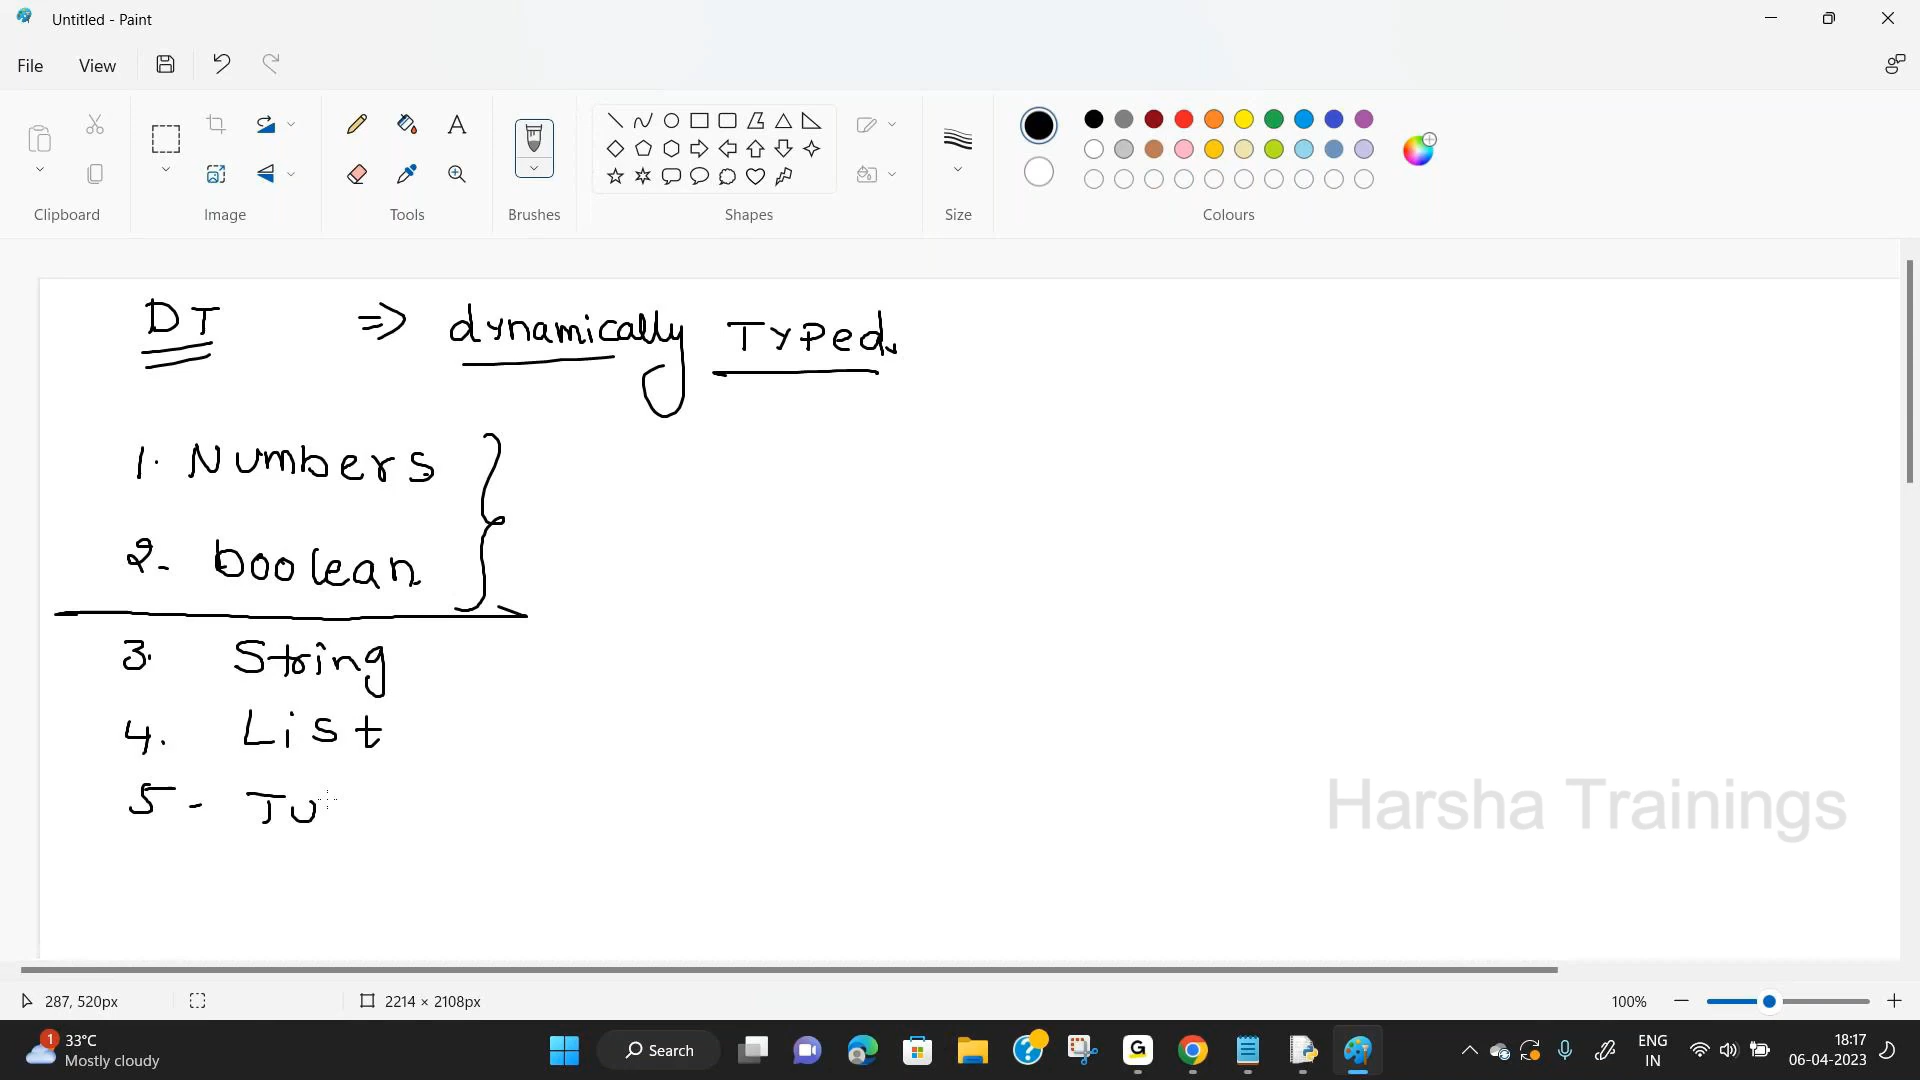 Untitled - Paint
File View
Clipboard Image Tools Brushes Shapes Size Colours
DT ⇒ dynamically Typed.
1. Numbers
2. boolean
3. String
4. List
5- Tu
Harsha Trainings
287, 520px 2214 × 2108px 100%
1 33°C Search ENG 18:17
Mostly cloudy IN 06-04-2023